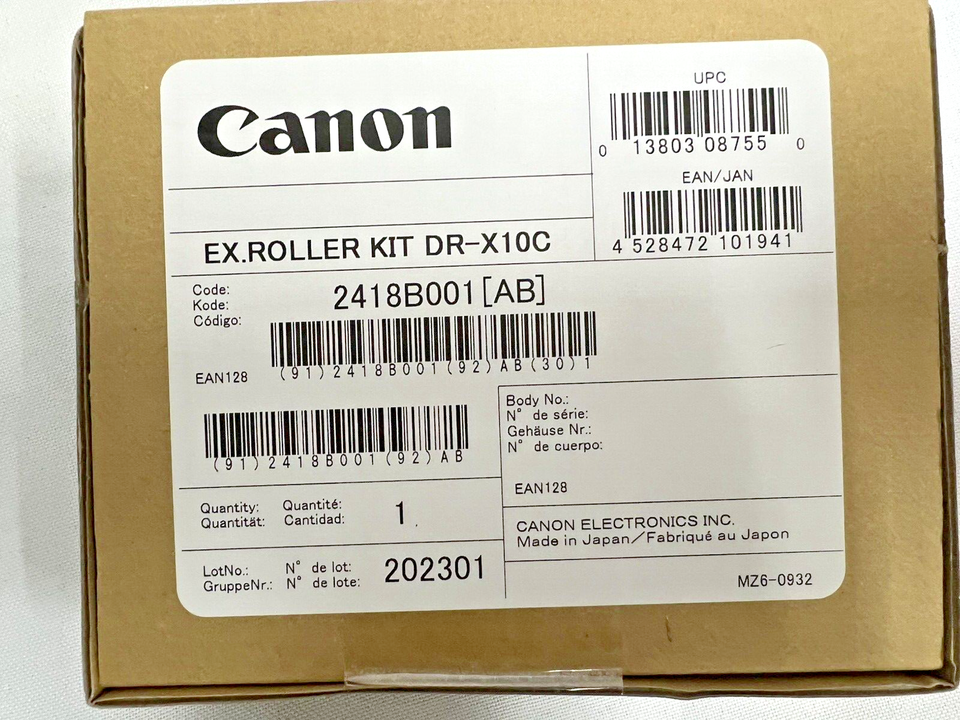 Canon
UPC
0 13803 08755 0
EAN/JAN
4 528472 101941
EX.ROLLER KIT DR-X10C
Code:
Kode:
Código:
2418B001[AB]
EAN128
(91)2418B001(92)AB(30)1
(91)2418B001(92)AB
Body No.:
N° de série:
Gehäuse Nr.:
N° de cuerpo:
EAN128
Quantity: Quantité:
Quantität: Cantidad:
1
CANON ELECTRONICS INC.
Made in Japan/Fabriqué au Japon
LotNo.: N° de lot:
GruppeNr.: N° de lote:
202301
MZ6-0932